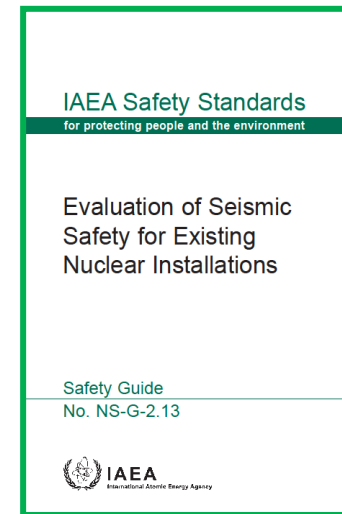 IAEA Safety Standards
for protecting people and the environment
Evaluation of Seismic
Safety for Existing
Nuclear Installations
Safety Guide
No. NS-G-2.13
IAEA
International Atomic Energy Agency